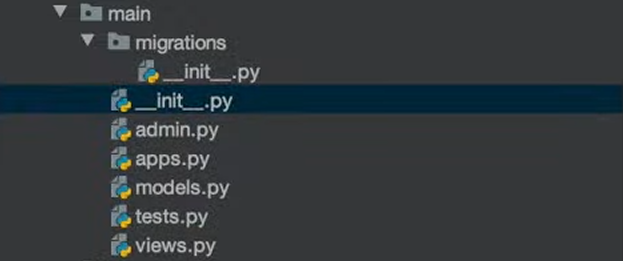 main
migrations
__init__.py
__init__.py
admin.py
apps.py
models.py
tests.py
views.py